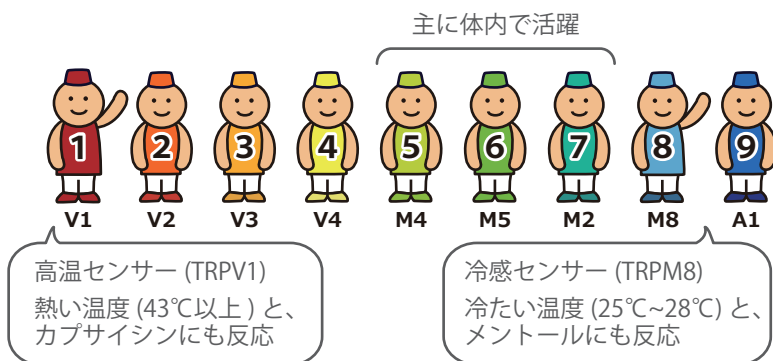 主に体内で活躍
1 2 3 4 5 6 7 8 9
V1 V2 V3 V4 M4 M5 M2 M8 A1
高温センサー (TRPV1)
熱い温度 (43℃以上 ) と、
カプサイシンにも反応
冷感センサー (TRPM8)
冷たい温度 (25℃~28℃) と、
メントールにも反応